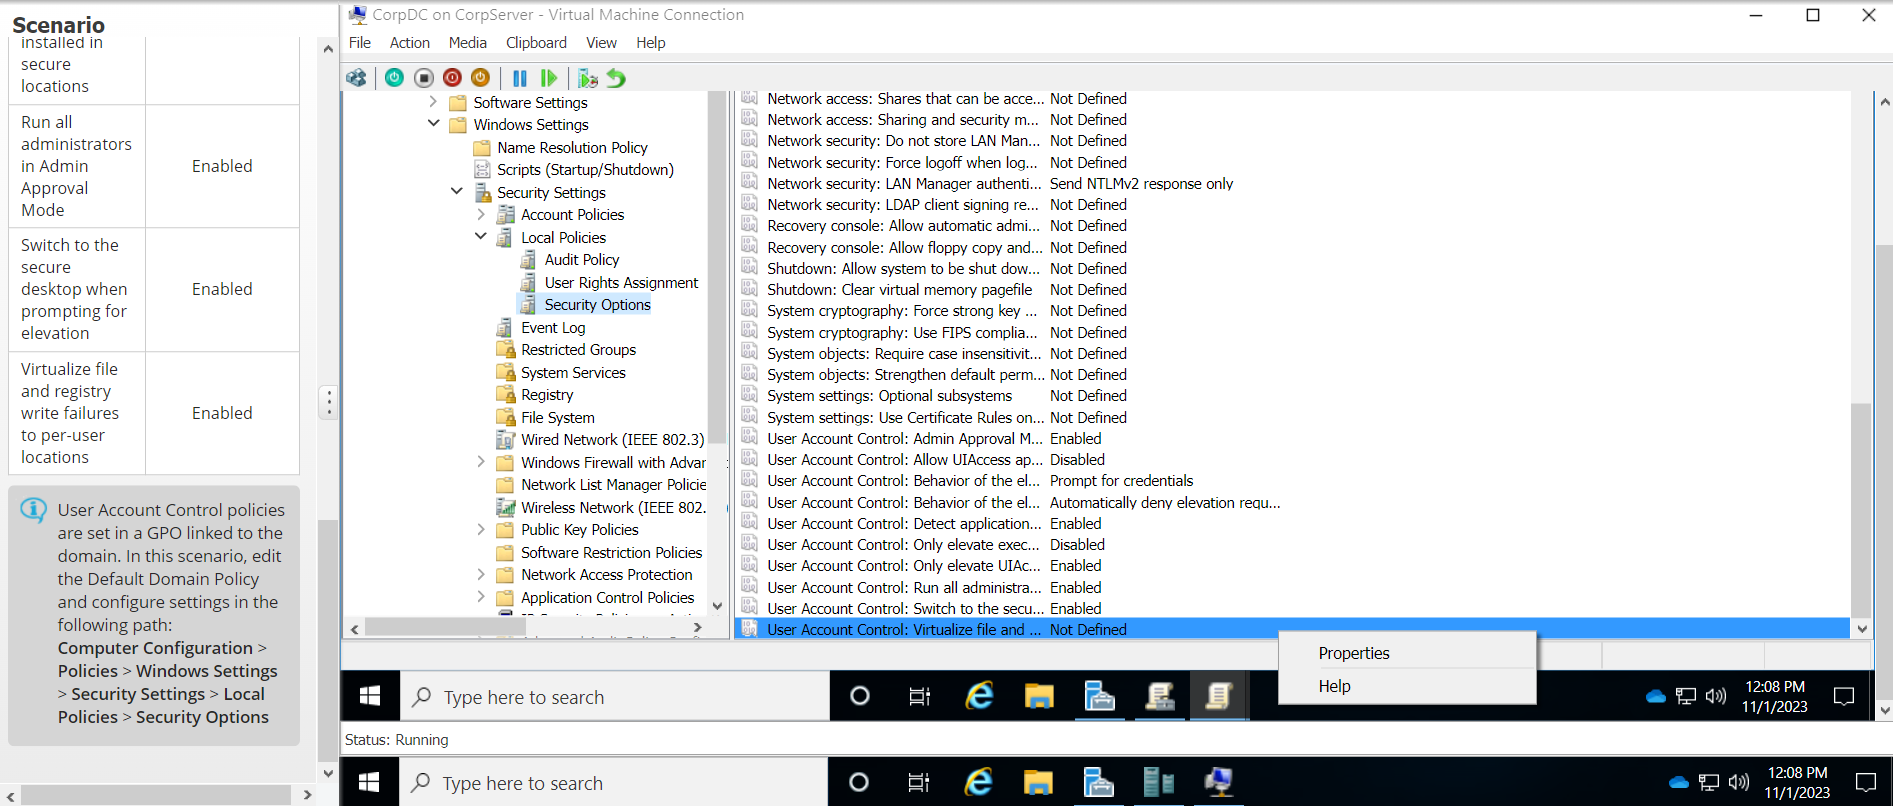 Scenario
installed in
secure
locations
Run all
administrators
in Admin
Approval
Mode
Enabled
Switch to the
secure
desktop when
prompting for
elevation
Enabled
Virtualize file
and registry
write failures
to per-user
locations
Enabled
User Account Control policies
are set in a GPO linked to the
domain. In this scenario, edit
the Default Domain Policy
and configure settings in the
following path:
Computer Configuration >
Policies > Windows Settings
> Security Settings > Local
Policies > Security Options
CorpDC on CorpServer - Virtual Machine Connection
File Action Media Clipboard View Help
Software Settings
Windows Settings
Name Resolution Policy
Scripts (Startup/Shutdown)
Security Settings
Account Policies
Local Policies
Audit Policy
User Rights Assignment
Security Options
Event Log
Restricted Groups
System Services
Registry
File System
Wired Network (IEEE 802.3)
Windows Firewall with Advar
Network List Manager Policie
Wireless Network (IEEE 802.
Public Key Policies
Software Restriction Policies
Network Access Protection
Application Control Policies
Network access: Shares that can be acce... Not Defined
Network access: Sharing and security m... Not Defined
Network security: Do not store LAN Man... Not Defined
Network security: Force logoff when log... Not Defined
Network security: LAN Manager authenti... Send NTLMv2 response only
Network security: LDAP client signing re... Not Defined
Recovery console: Allow automatic admi... Not Defined
Recovery console: Allow floppy copy and... Not Defined
Shutdown: Allow system to be shut dow... Not Defined
Shutdown: Clear virtual memory pagefile Not Defined
System cryptography: Force strong key ... Not Defined
System cryptography: Use FIPS complia... Not Defined
System objects: Require case insensitivit... Not Defined
System objects: Strengthen default perm... Not Defined
System settings: Optional subsystems Not Defined
System settings: Use Certificate Rules on... Not Defined
User Account Control: Admin Approval M... Enabled
User Account Control: Allow UIAccess ap... Disabled
User Account Control: Behavior of the el... Prompt for credentials
User Account Control: Behavior of the el... Automatically deny elevation requ...
User Account Control: Detect application... Enabled
User Account Control: Only elevate exec... Disabled
User Account Control: Only elevate UIAc... Enabled
User Account Control: Run all administra... Enabled
User Account Control: Switch to the secu... Enabled
User Account Control: Virtualize file and ... Not Defined
Properties
Help
Type here to search
12:08 PM
11/1/2023
Status: Running
Type here to search
12:08 PM
11/1/2023